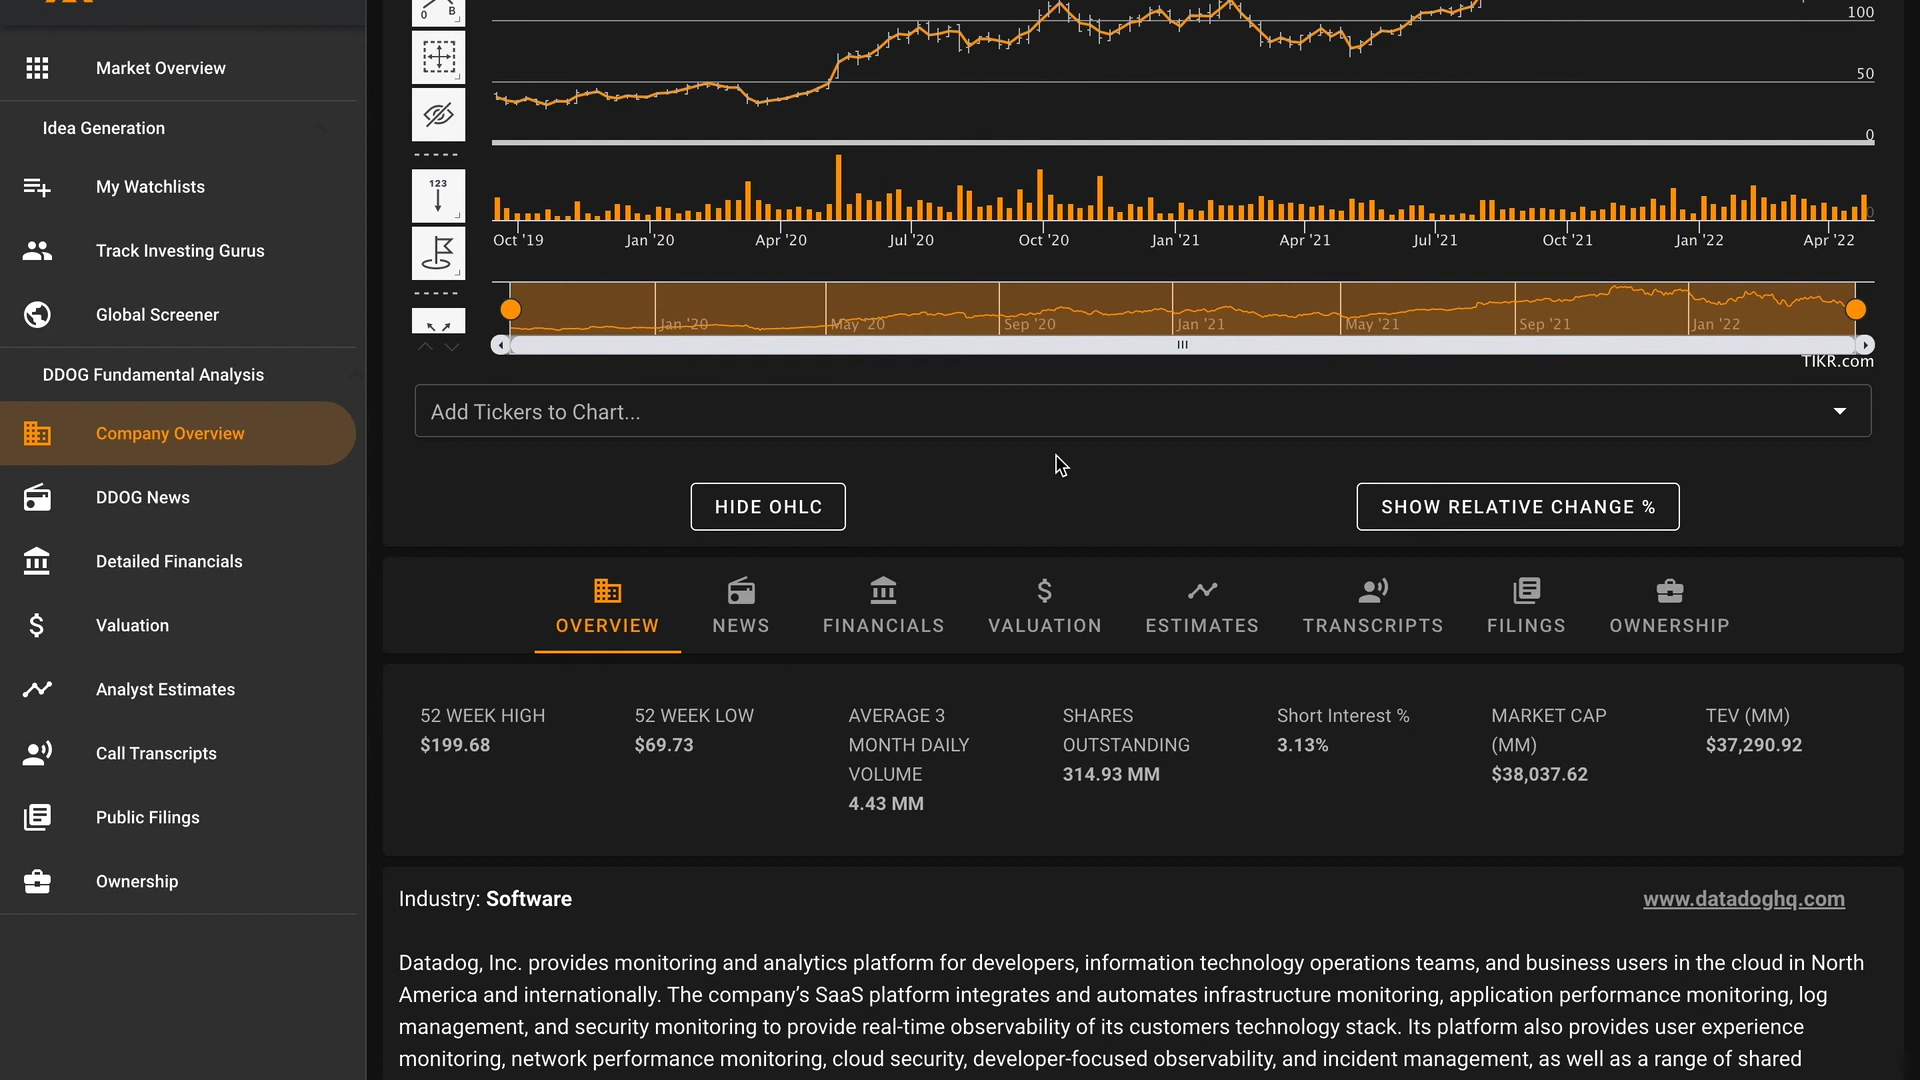 Market Overview
Idea Generation
My Watchlists
Track Investing Gurus
Global Screener
DDOG Fundamental Analysis
Company Overview
DDOG News
Detailed Financials
Valuation
Analyst Estimates
Call Transcripts
Public Filings
Ownership
0 B
123
100
50
0
0
Oct '19 Jan '20 Apr '20 Jul '20 Oct '20 Jan '21 Apr '21 Jul '21 Oct '21 Jan '22 Apr '22
Jan '20 May '20 Sep '20 Jan '21 May '21 Sep '21 Jan '22
TIKR.com
Add Tickers to Chart...
HIDE OHLC
SHOW RELATIVE CHANGE %
OVERVIEW NEWS FINANCIALS VALUATION ESTIMATES TRANSCRIPTS FILINGS OWNERSHIP
52 WEEK HIGH
$199.68
52 WEEK LOW
$69.73
AVERAGE 3
MONTH DAILY
VOLUME
4.43 MM
SHARES
OUTSTANDING
314.93 MM
Short Interest %
3.13%
MARKET CAP
(MM)
$38,037.62
TEV (MM)
$37,290.92
Industry: Software
www.datadoghq.com
Datadog, Inc. provides monitoring and analytics platform for developers, information technology operations teams, and business users in the cloud in North
America and internationally. The company's SaaS platform integrates and automates infrastructure monitoring, application performance monitoring, log
management, and security monitoring to provide real-time observability of its customers technology stack. Its platform also provides user experience
monitoring, network performance monitoring, cloud security, developer-focused observability, and incident management, as well as a range of shared